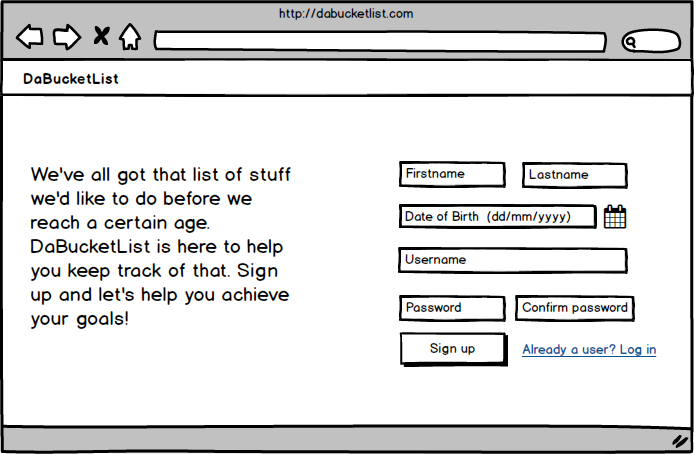 http://dabucketlist.com
DaBucketList
We've all got that list of stuff
we'd like to do before we
reach a certain age.
DaBucketList is here to help
you keep track of that. Sign
up and let's help you achieve
your goals!
Firstname
Lastname
Date of Birth (dd/mm/yyyy)
Username
Password
Confirm password
Sign up
Already a user? Log in